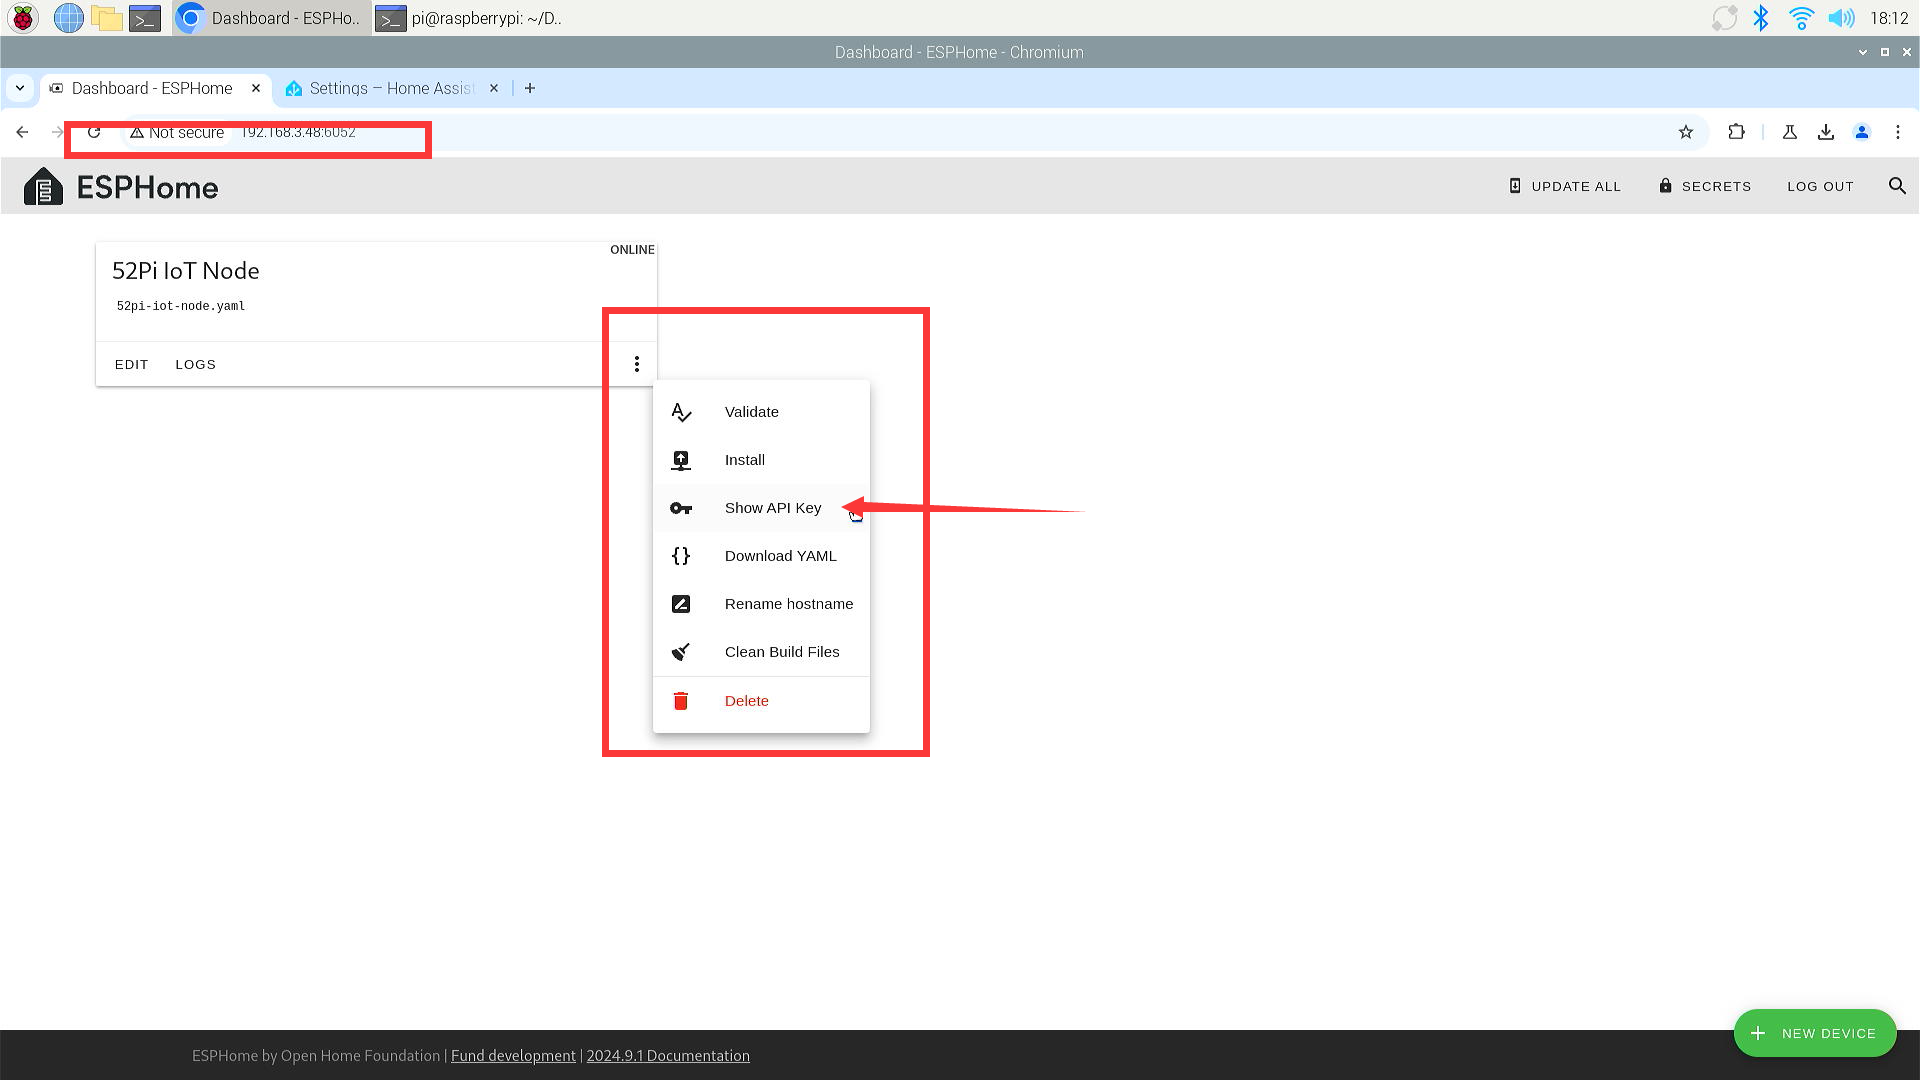 Dashboard - ESPHo..
pi@raspberrypi: ~/D..
18:12
Dashboard - ESPHome - Chromium
Dashboard - ESPHome
Settings – Home Assist
Not secure
192.168.3.48:6052
ESPHome
UPDATE ALL
SECRETS
LOG OUT
ONLINE
52Pi IoT Node
52pi-iot-node.yaml
EDIT
LOGS
Validate
Install
Show API Key
Download YAML
Rename hostname
Clean Build Files
Delete
NEW DEVICE
ESPHome by Open Home Foundation | Fund development | 2024.9.1 Documentation